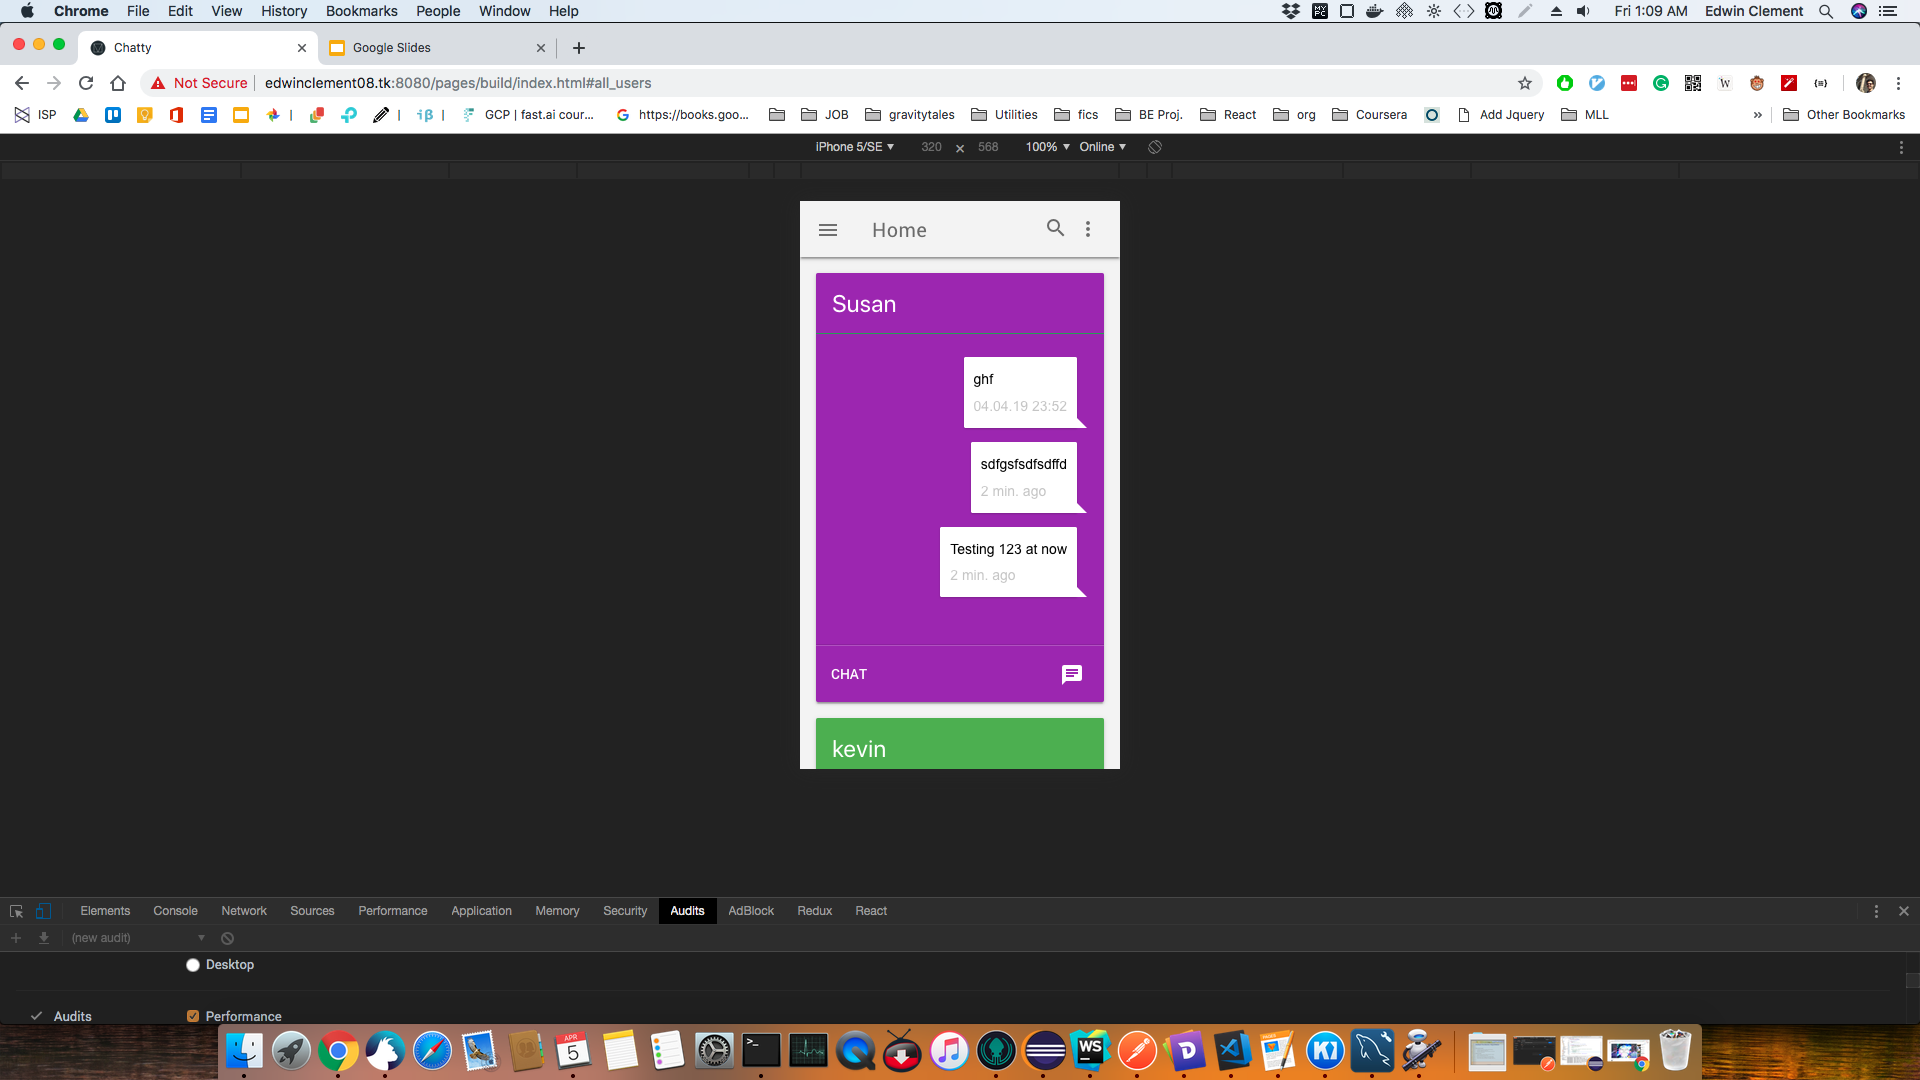 Chrome File Edit View History Bookmarks People Window Help Fri 1:09 AM Edwin Clement
Chatty Google Slides
Not Secure edwinclement08.tk:8080/pages/build/index.html#all_users
ISP GCP | fast.ai cour... https://books.goo... JOB gravitytales Utilities fics BE Proj. React org Coursera Add Jquery MLL » Other Bookmarks
iPhone 5/SE 320 x 568 100% Online
Home
Susan
ghf
04.04.19 23:52
sdfgsfsdfsdffd
2 min. ago
Testing 123 at now
2 min. ago
CHAT
kevin
Elements Console Network Sources Performance Application Memory Security Audits AdBlock Redux React
(new audit)
Desktop
Audits Performance
APR
5
WS
D
K1